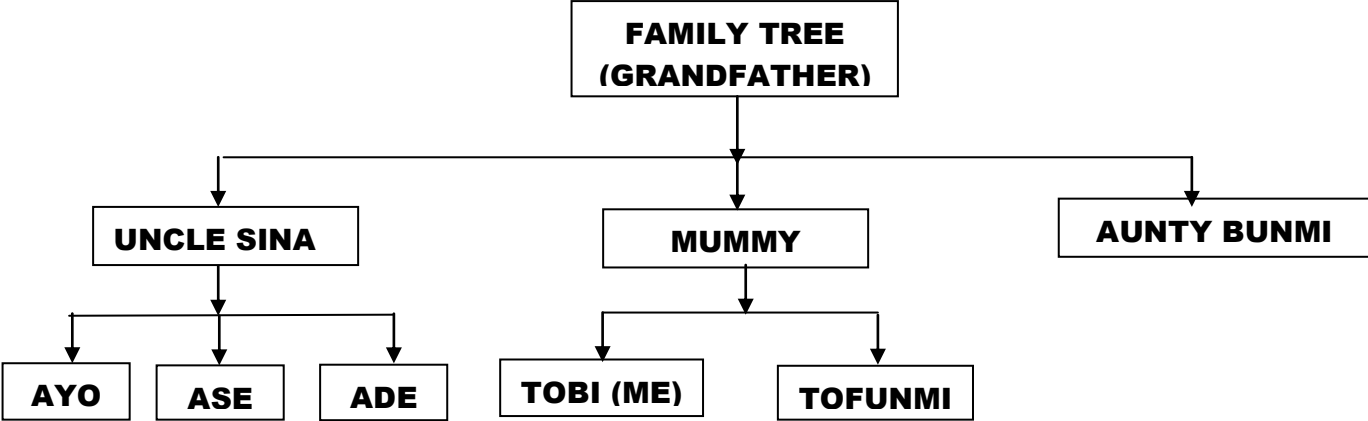 FAMILY TREE
(GRANDFATHER)
UNCLE SINA
MUMMY
AUNTY BUNMI
AYO
ASE
ADE
TOBI (ME)
TOFUNMI